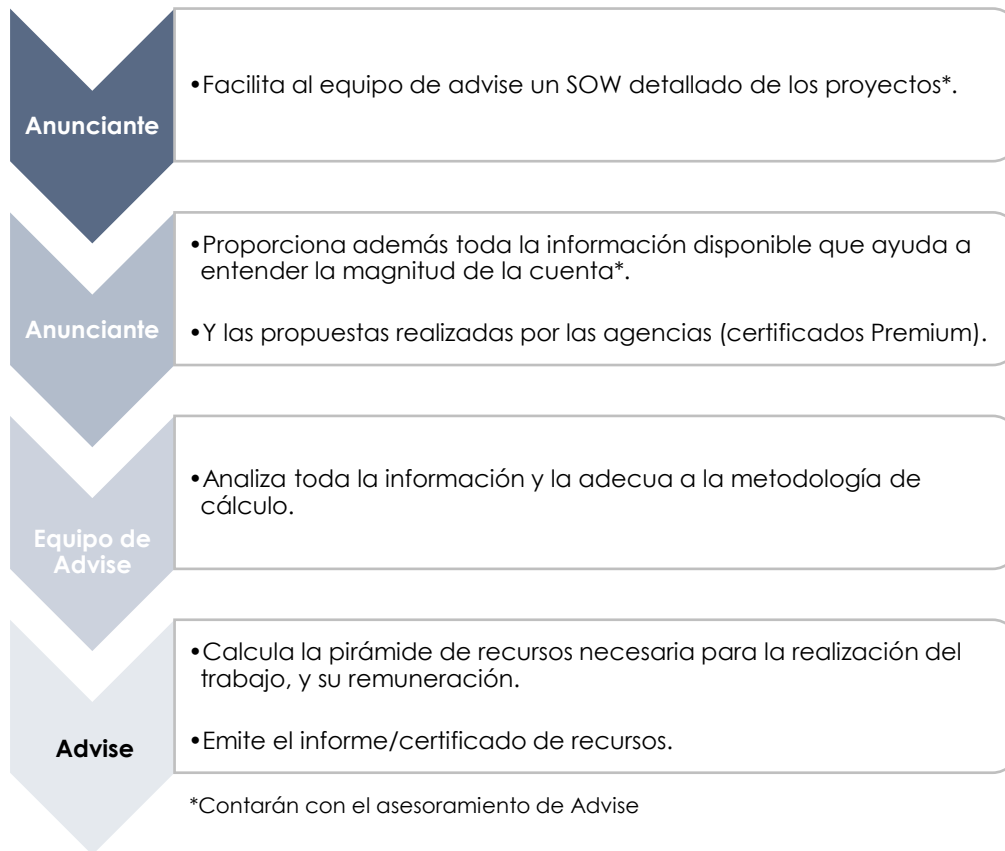 Anunciante
•Facilita al equipo de advise un SOW detallado de los proyectos*.
Anunciante
•Proporciona además toda la información disponible que ayuda a
entender la magnitud de la cuenta*.
•Y las propuestas realizadas por las agencias (certificados Premium).
Equipo de
Advise
•Analiza toda la información y la adecua a la metodología de
cálculo.
Advise
•Calcula la pirámide de recursos necesaria para la realización del
trabajo, y su remuneración.
•Emite el informe/certificado de recursos.
*Contarán con el asesoramiento de Advise